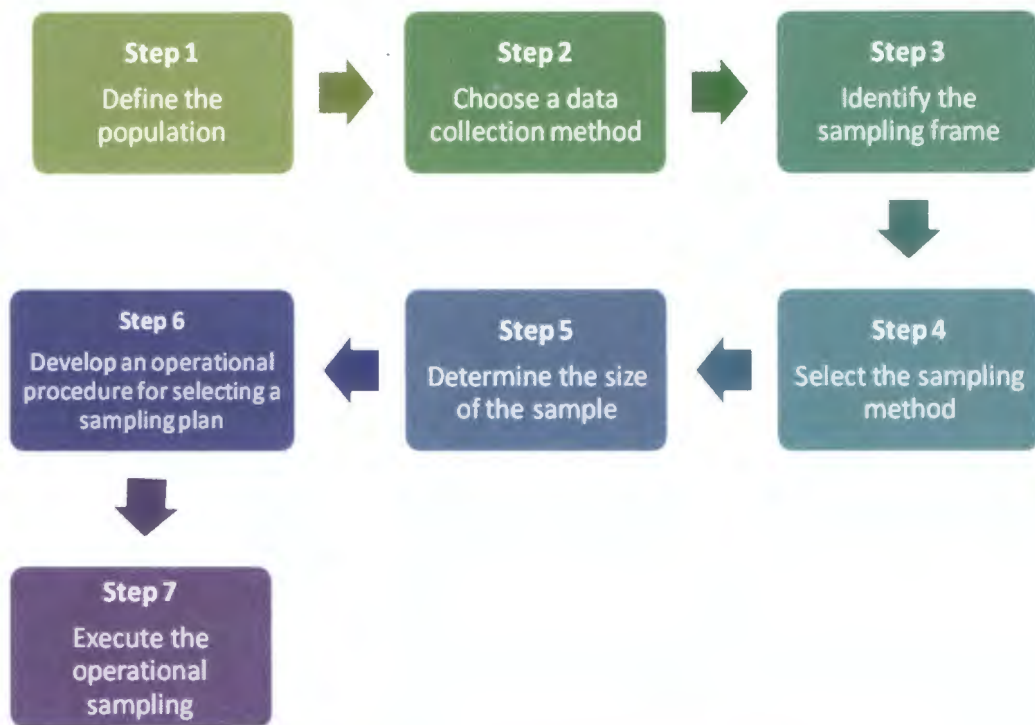 Step 1
Define the
population
Step 2
Choose a data
collection method
Step 3
Identify the
sampling frame
Step 4
Select the sampling
method
Step 5
Determine the size
of the sample
Step 6
Develop an operational
procedure for selecting a
sampling plan
Step 7
Execute the
operational
sampling